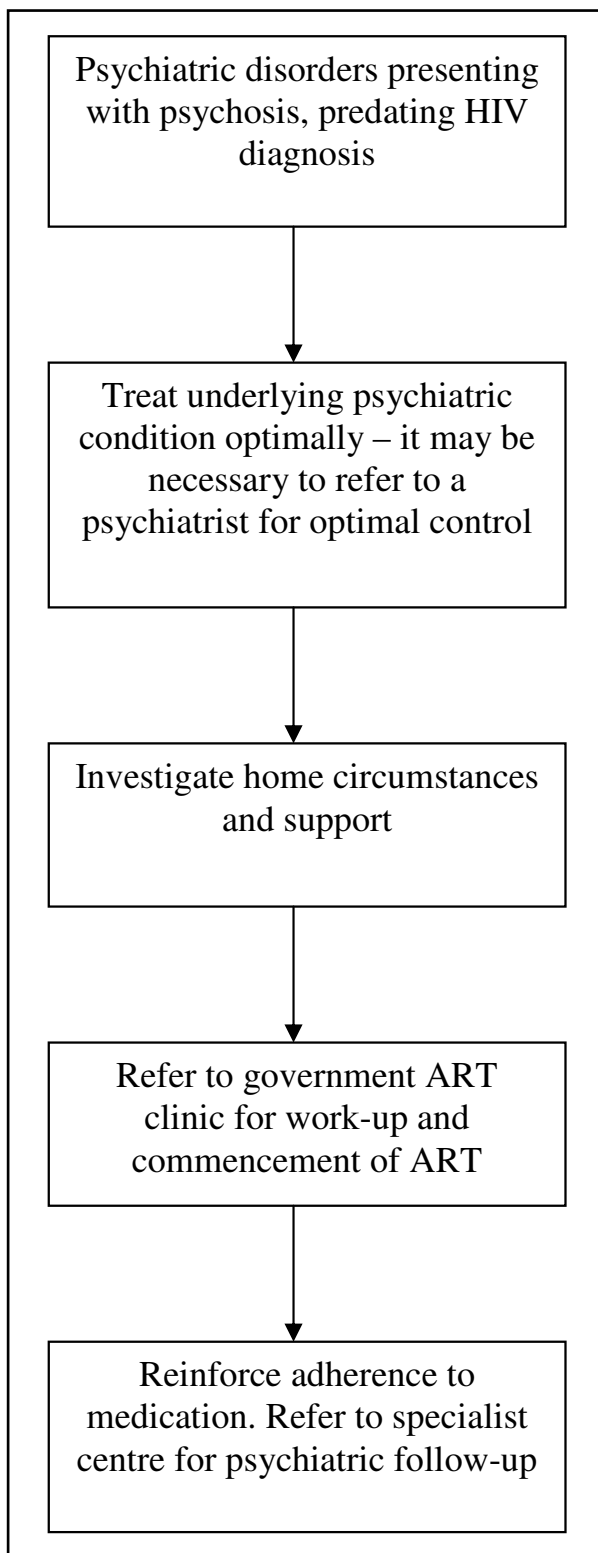 Psychiatric disorders presenting
with psychosis, predating HIV
diagnosis
Treat underlying psychiatric
condition optimally – it may be
necessary to refer to a
psychiatrist for optimal control
Investigate home circumstances
and support
Refer to government ART
clinic for work-up and
commencement of ART
Reinforce adherence to
medication. Refer to specialist
centre for psychiatric follow-up